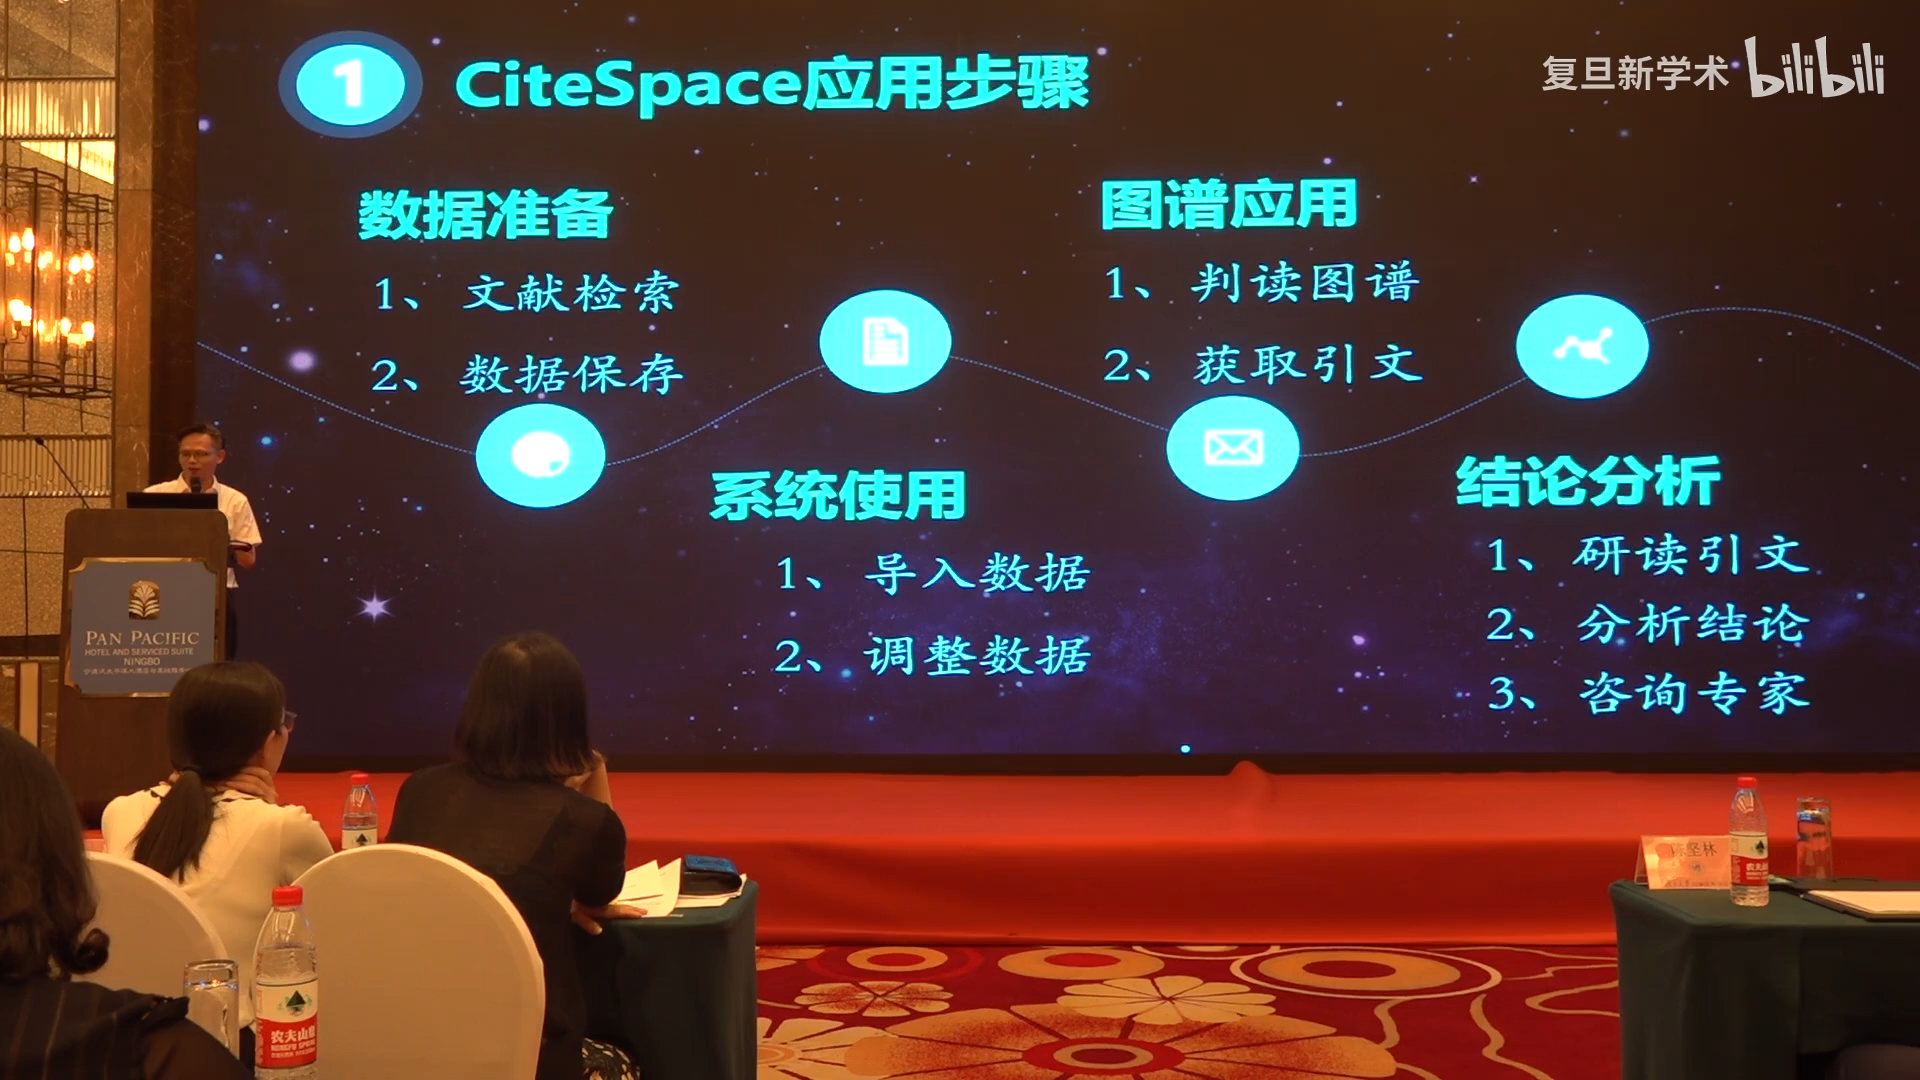 1 CiteSpace应用步骤
复旦新学术 bilibili
数据准备
1、 文献检索
2、 数据保存
系统使用
1、 导入数据
2、 调整数据
图谱应用
1、 判读图谱
2、 获取引文
结论分析
1、 研读引文
2、 分析结论
3、 咨询专家
PAN PACIFIC
HOTEL AND SERVICED SUITE
NINGBO
农夫山